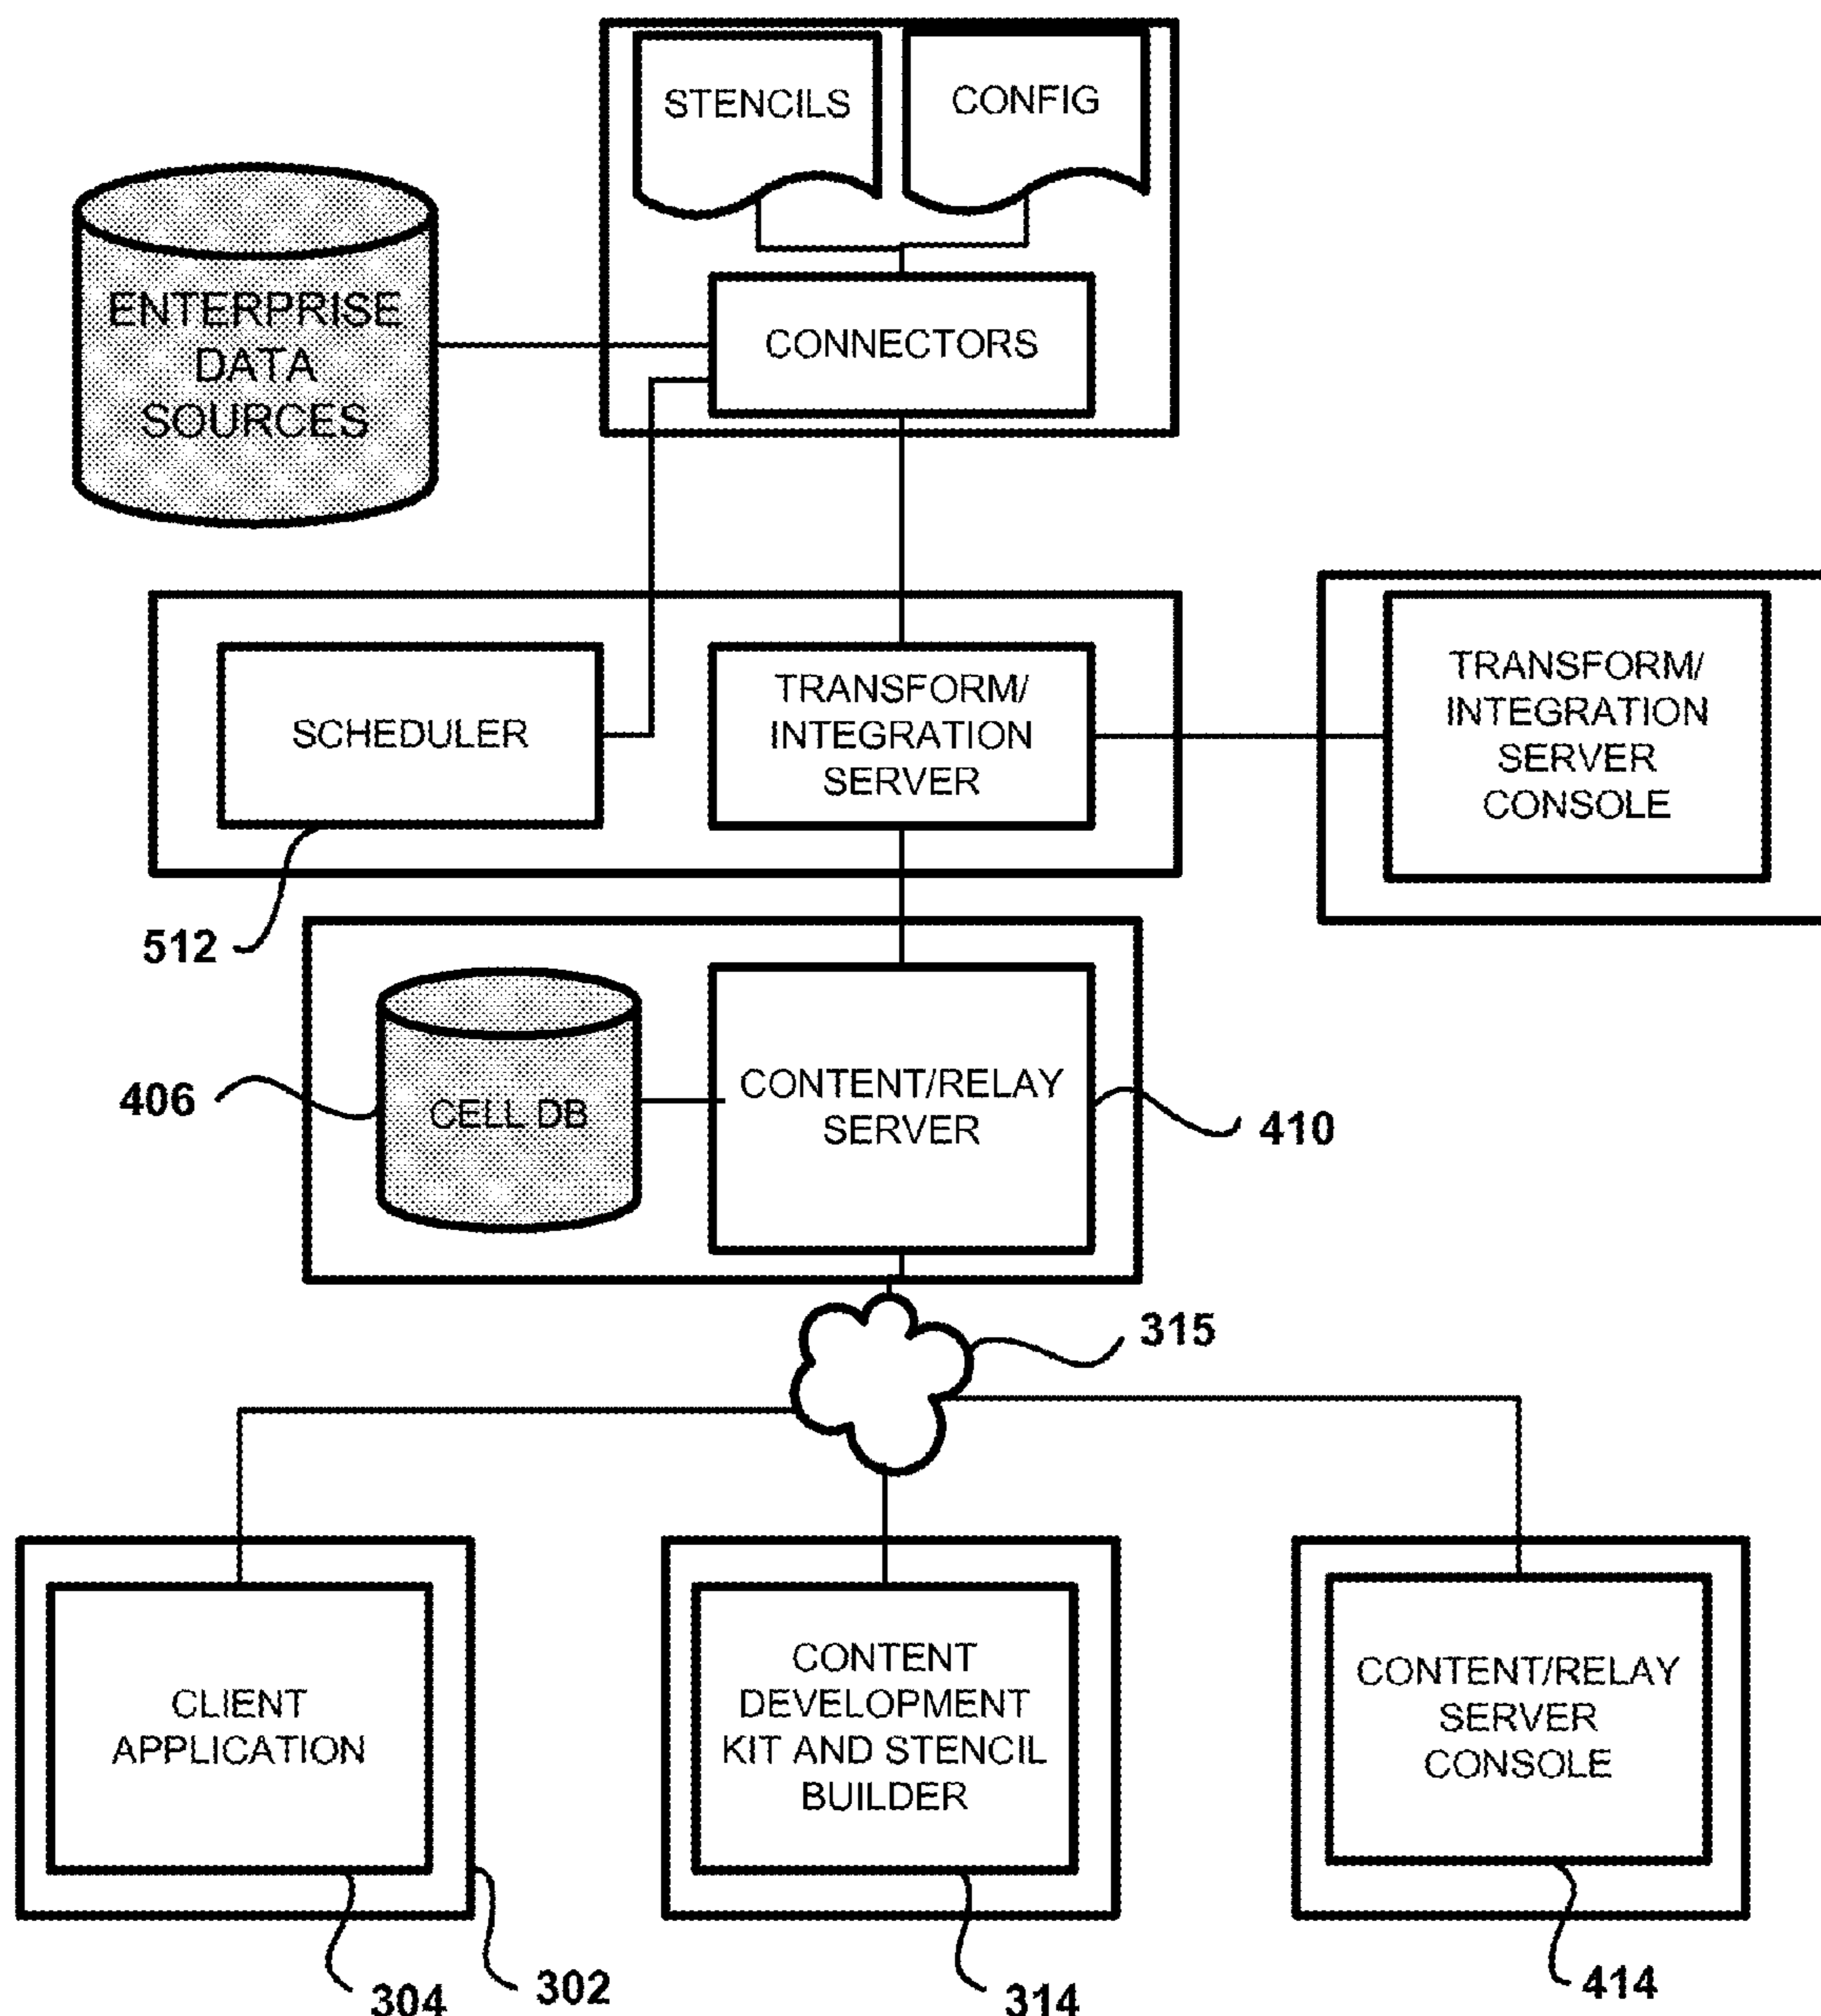 STENCILS
CONFIG
ENTERPRISE
DATA
SOURCES
CONNECTORS
SCHEDULER
TRANSFORM/
INTEGRATION
SERVER
TRANSFORM/
INTEGRATION
SERVER
CONSOLE
512
CELL DB
406
CONTENT/RELAY
SERVER
410
315
CLIENT
APPLICATION
CONTENT
DEVELOPMENT
KIT AND STENCIL
BUILDER
CONTENT/RELAY
SERVER
CONSOLE
304
302
314
414